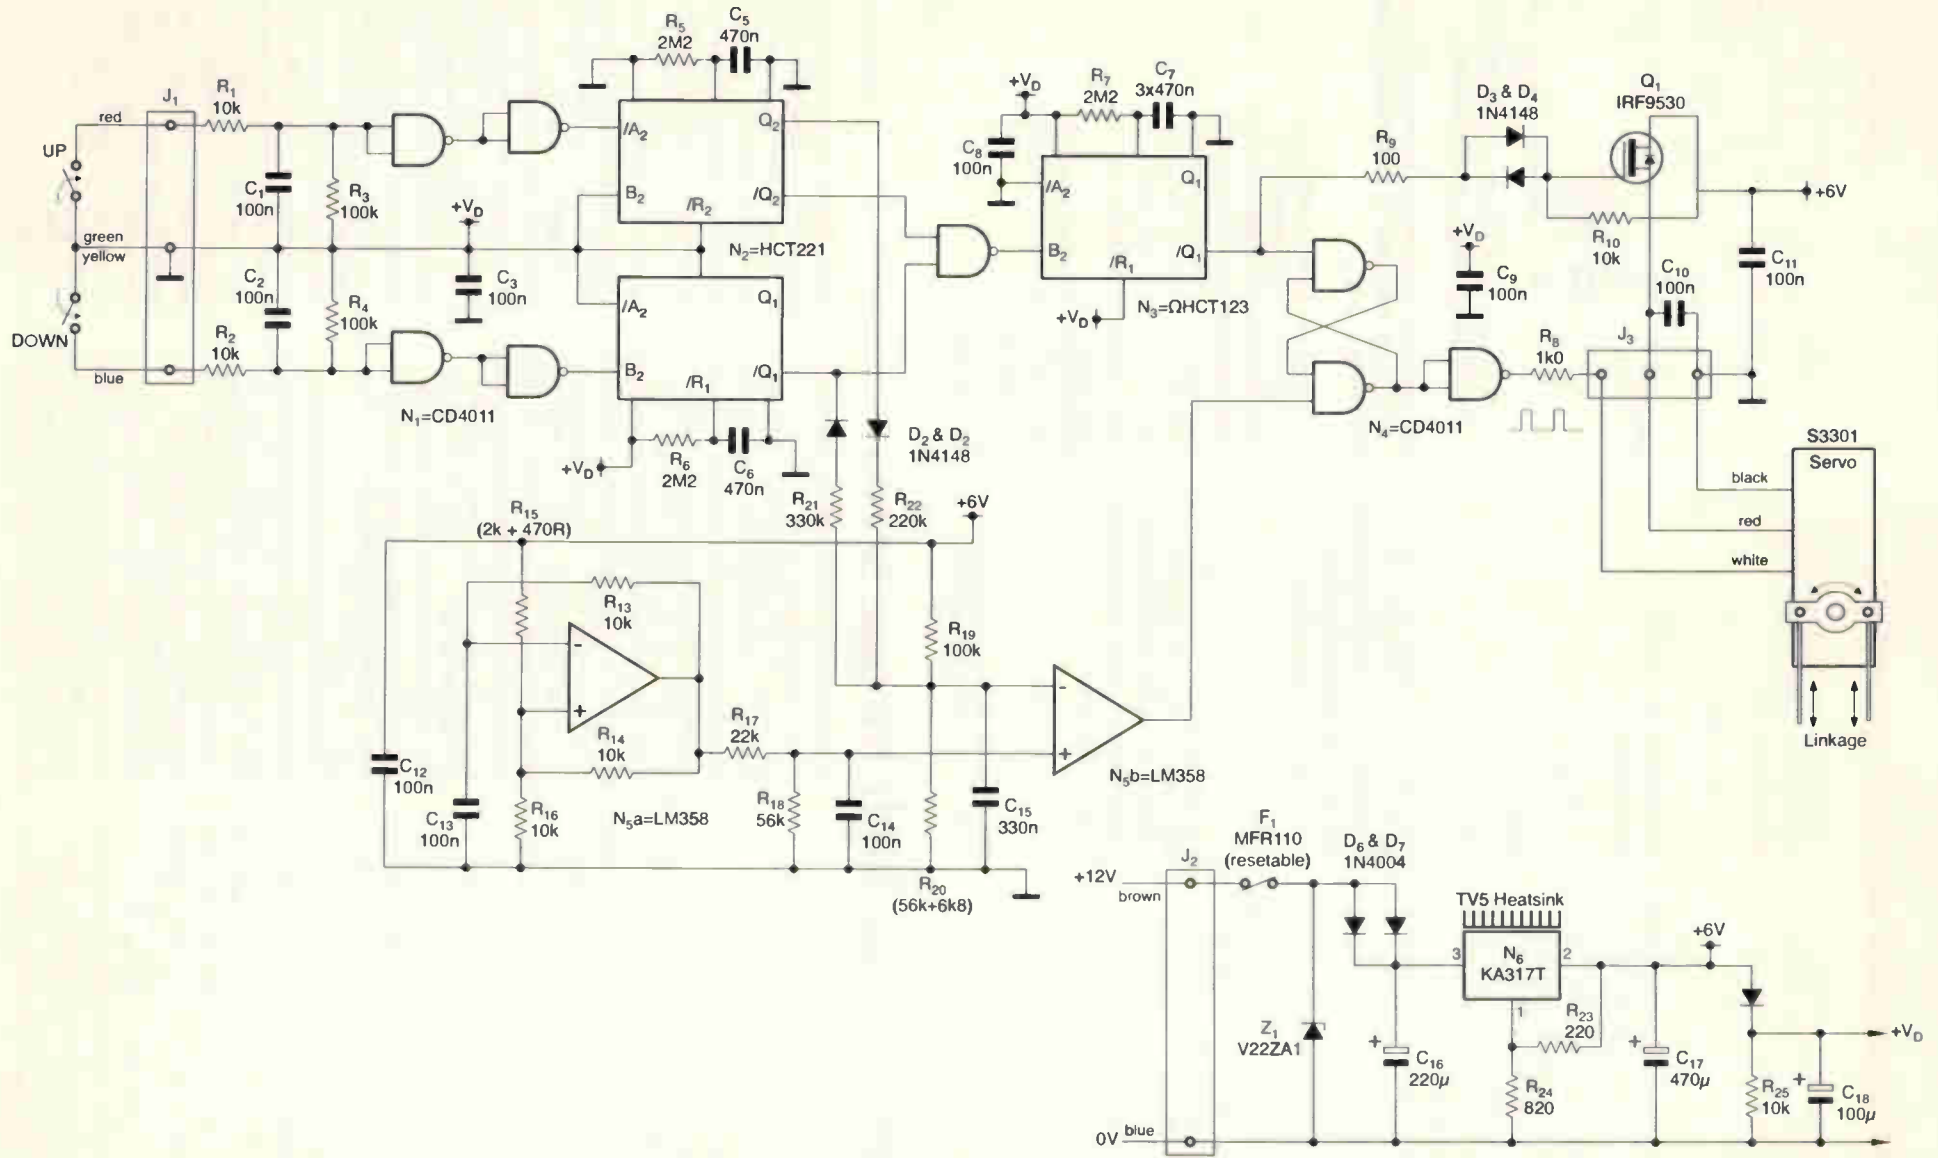 R5
2M2
C5
470n
J1
R1
10k
red
UP
C1
100n
R3
100k
green
yellow
+VD
C2
100n
R4
100k
C3
100n
DOWN
R2
10k
blue
N1=CD4011
/A2
Q2
B2
/Q2
/R2
N2=HCT221
/A2
Q1
B2
/R1
/Q1
+VD
R6
2M2
C6
470n
D2 & D2
1N4148
R21
330k
R22
220k
+VD
R7
2M2
C7
3x470n
C8
100n
/A2
Q1
B2
/R1
/Q1
+VD
N3=ΩHCT123
R9
100
D3 & D4
1N4148
Q1
IRF9530
+6V
R10
10k
C11
100n
+VD
C9
100n
C10
100n
R8
1k0
J3
N4=CD4011
S3301
Servo
black
red
white
Linkage
R15
(2k + 470R)
+6V
R13
10k
-
+
R14
10k
R16
10k
C12
100n
C13
100n
N5a=LM358
R17
22k
R18
56k
C14
100n
R19
100k
C15
330n
R20
(56k+6k8)
-
+
N5b=LM358
J2
+12V
brown
F1
MFR110
(resetable)
D6 & D7
1N4004
TV5 Heatsink
3
N6
KA317T
2
1
+6V
Z1
V22ZA1
+
C16
220µ
R23
220
R24
820
+
C17
470µ
+VD
R25
10k
+
C18
100µ
0V
blue